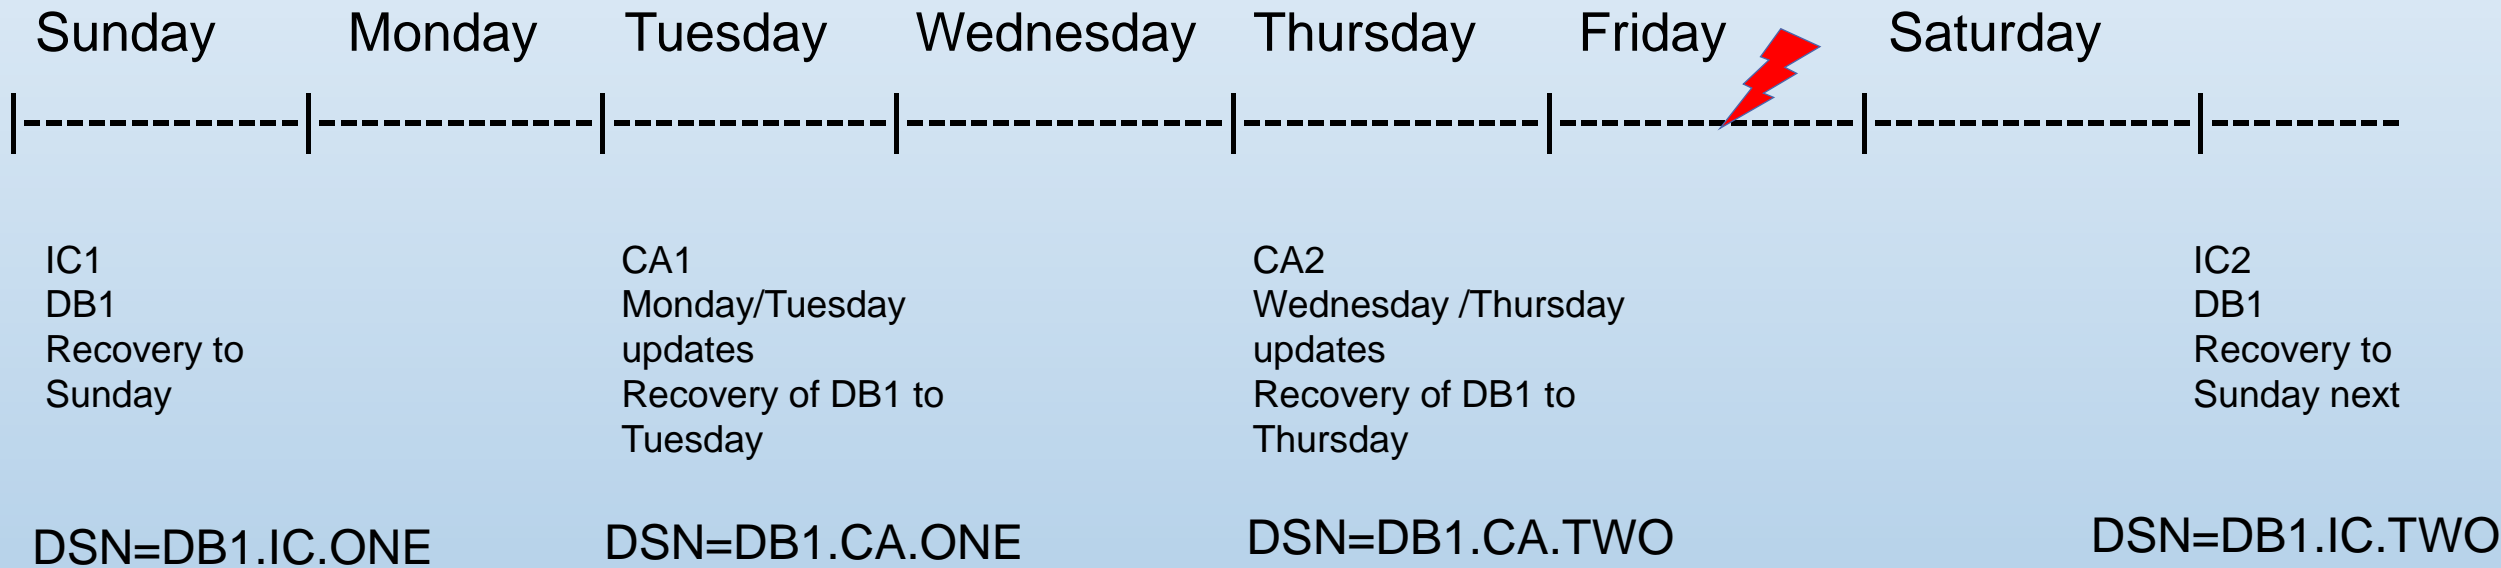 Sunday Monday Tuesday Wednesday Thursday Friday Saturday
IC1
DB1
Recovery to
Sunday
CA1
Monday/Tuesday
updates
Recovery of DB1 to
Tuesday
CA2
Wednesday /Thursday
updates
Recovery of DB1 to
Thursday
IC2
DB1
Recovery to
Sunday next
DSN=DB1.IC.ONE
DSN=DB1.CA.ONE
DSN=DB1.CA.TWO
DSN=DB1.IC.TWO